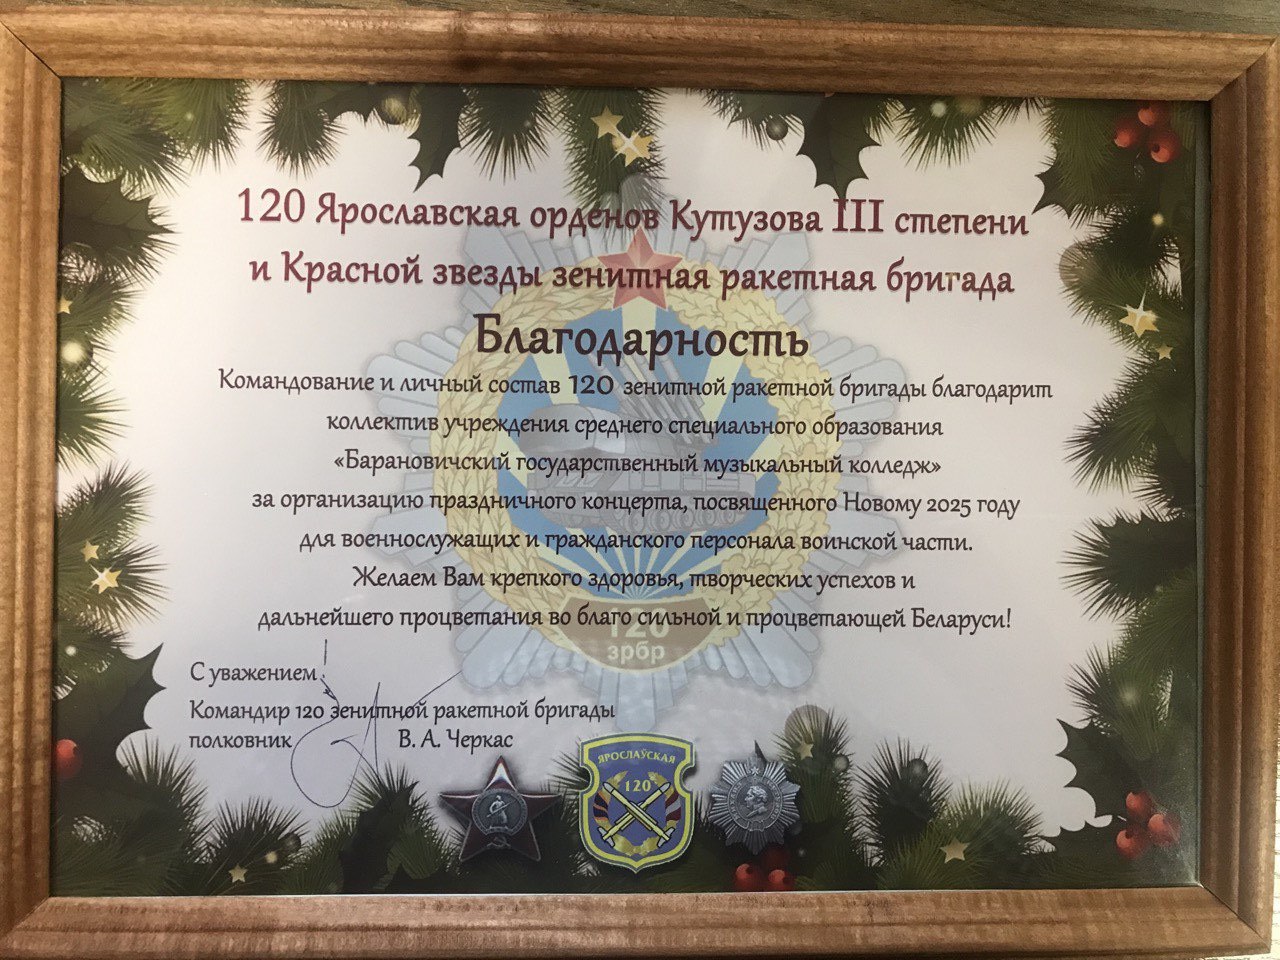 120 Ярославская орденов Кутузова III степени
и Красной звезды зенитная ракетная бригада
Благодарность
Командование и личный состав 120 зенитной ракетной бригады благодарит
коллектив учреждения среднего специального образования
«Барановичский государственный музыкальный колледж»
за организацию праздничного концерта, посвященного Новому 2025 году
для военнослужащих и гражданского персонала воинской части.
Желаем Вам крепкого здоровья, творческих успехов и
дальнейшего процветания во благо сильной и процветающей Беларуси!
120
зрбр
С уважением
Командир 120 зенитной ракетной бригады
полковник В. А. Черкас
ЯРОСЛАЎСКАЯ
120